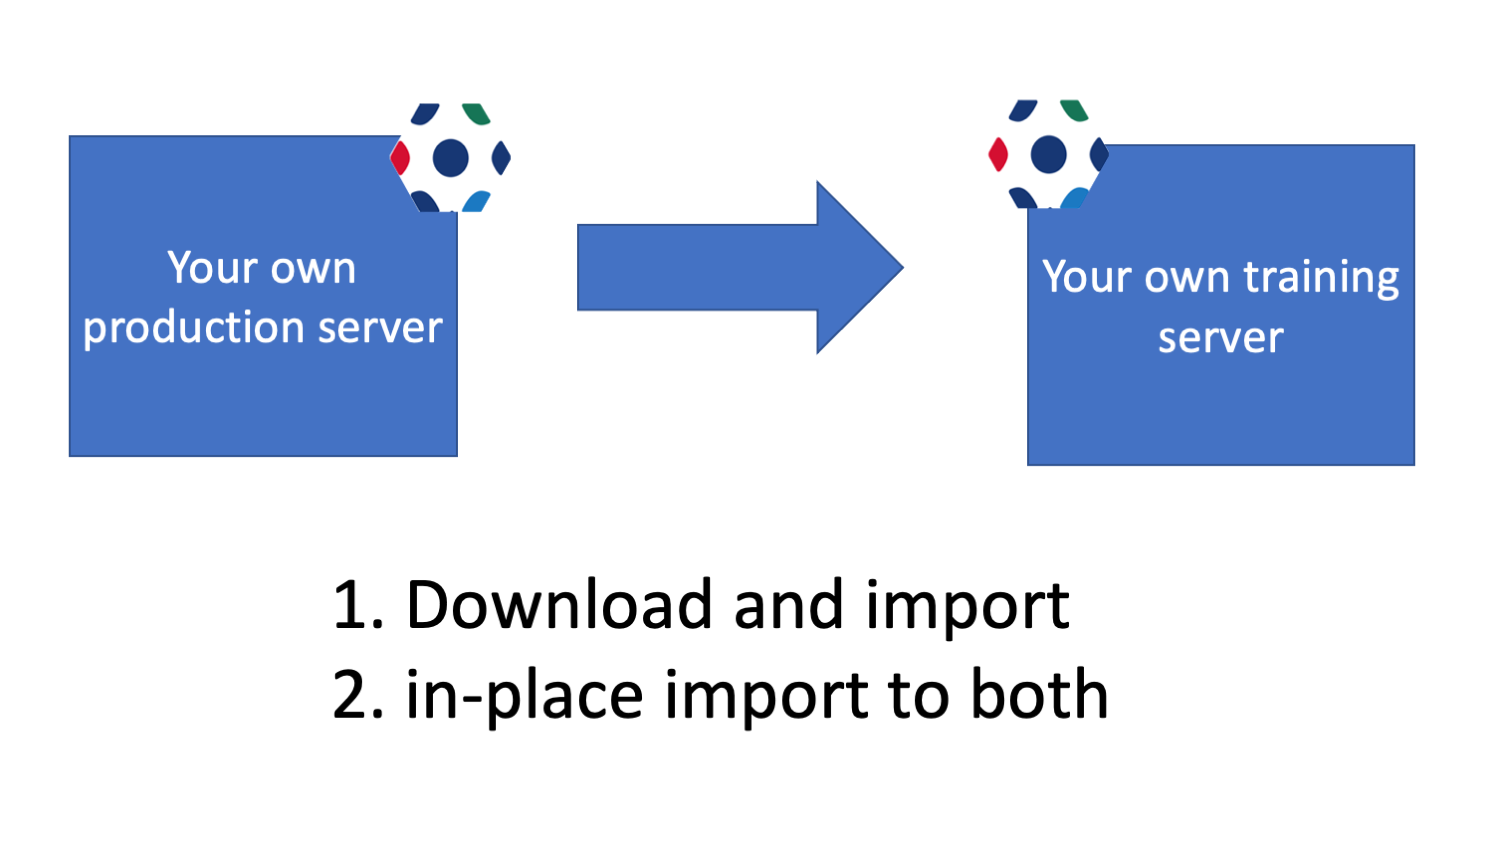 Your own
production server
Your own training
server
1. Download and import
2. in-place import to both